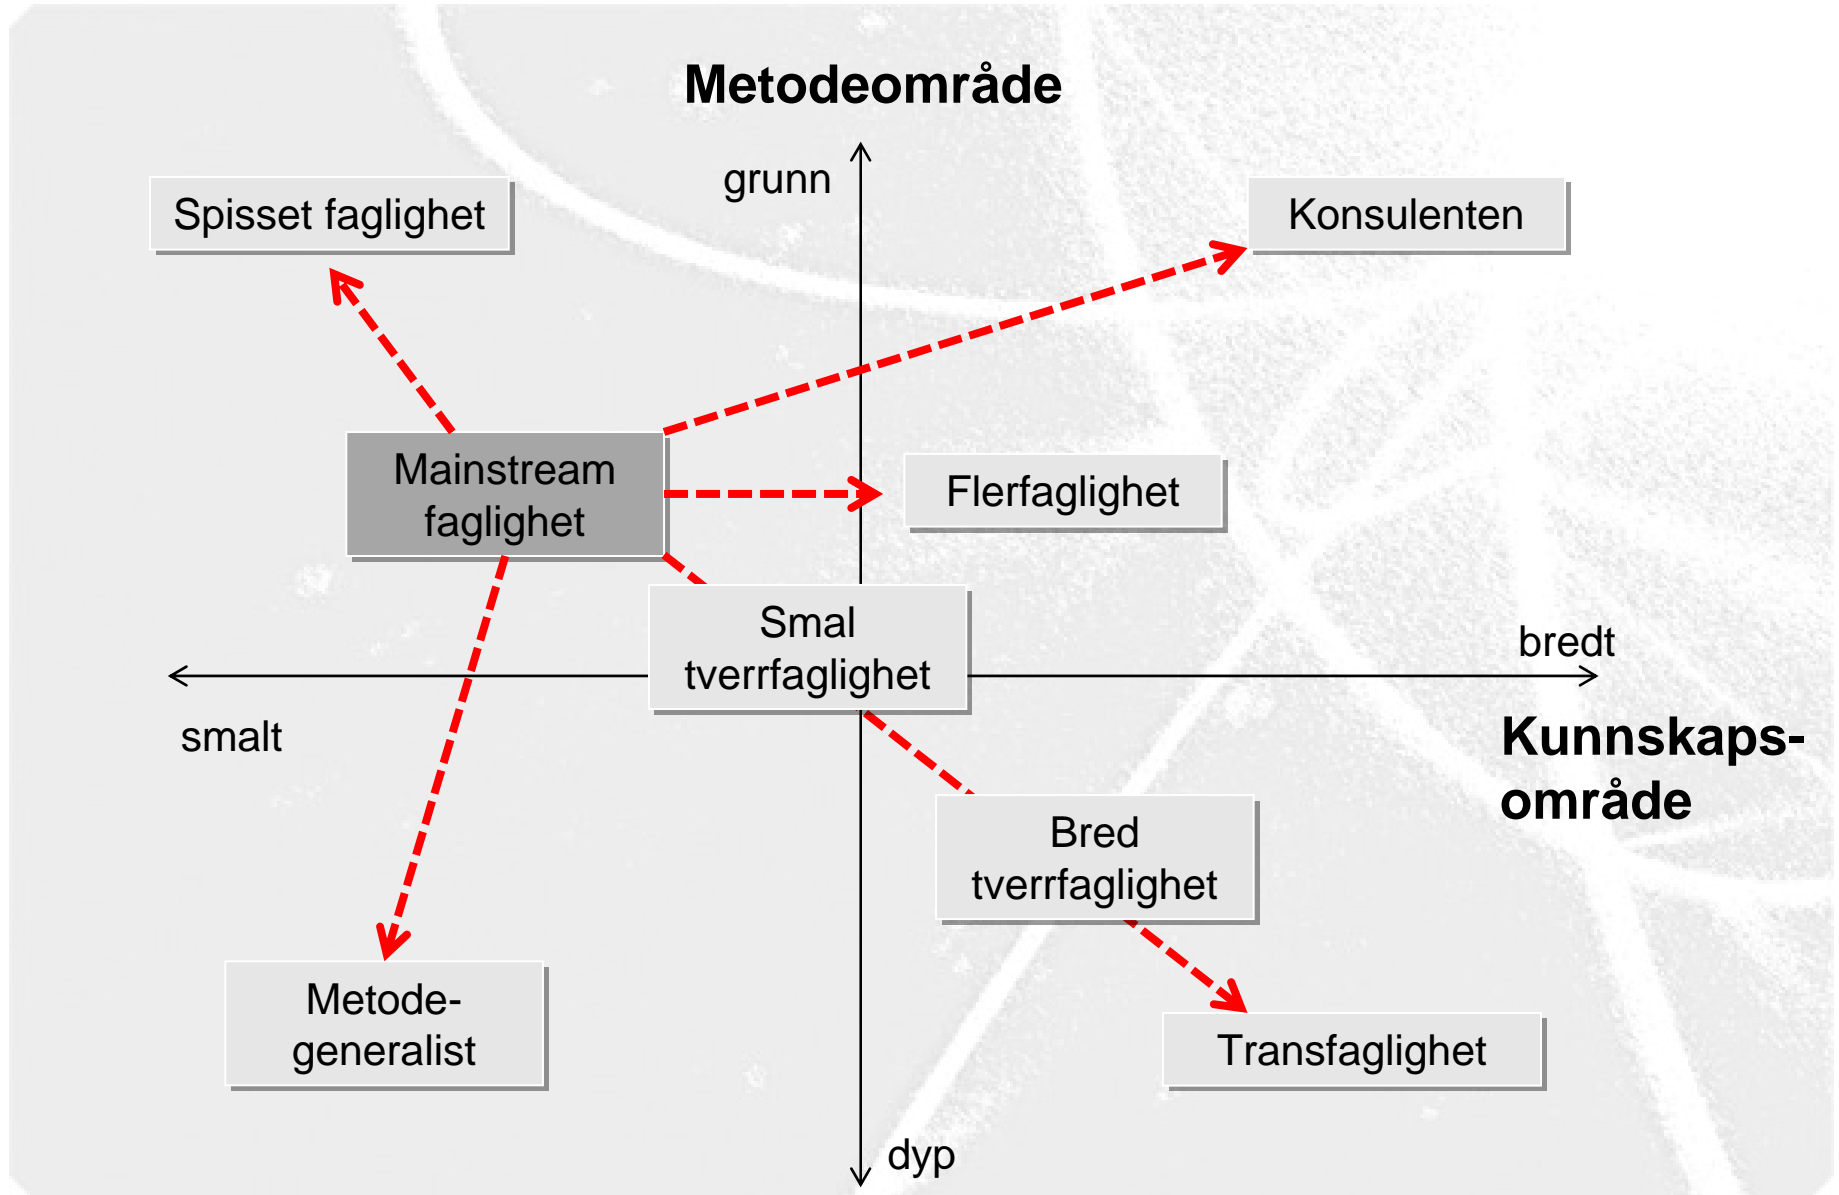 Metodeområde
grunn
Spisset faglighet
Konsulenten
Mainstream
faglighet
Flerfaglighet
Smal
tverrfaglighet
bredt
smalt
Kunnskaps-
område
Bred
tverrfaglighet
Metode-
generalist
Transfaglighet
dyp